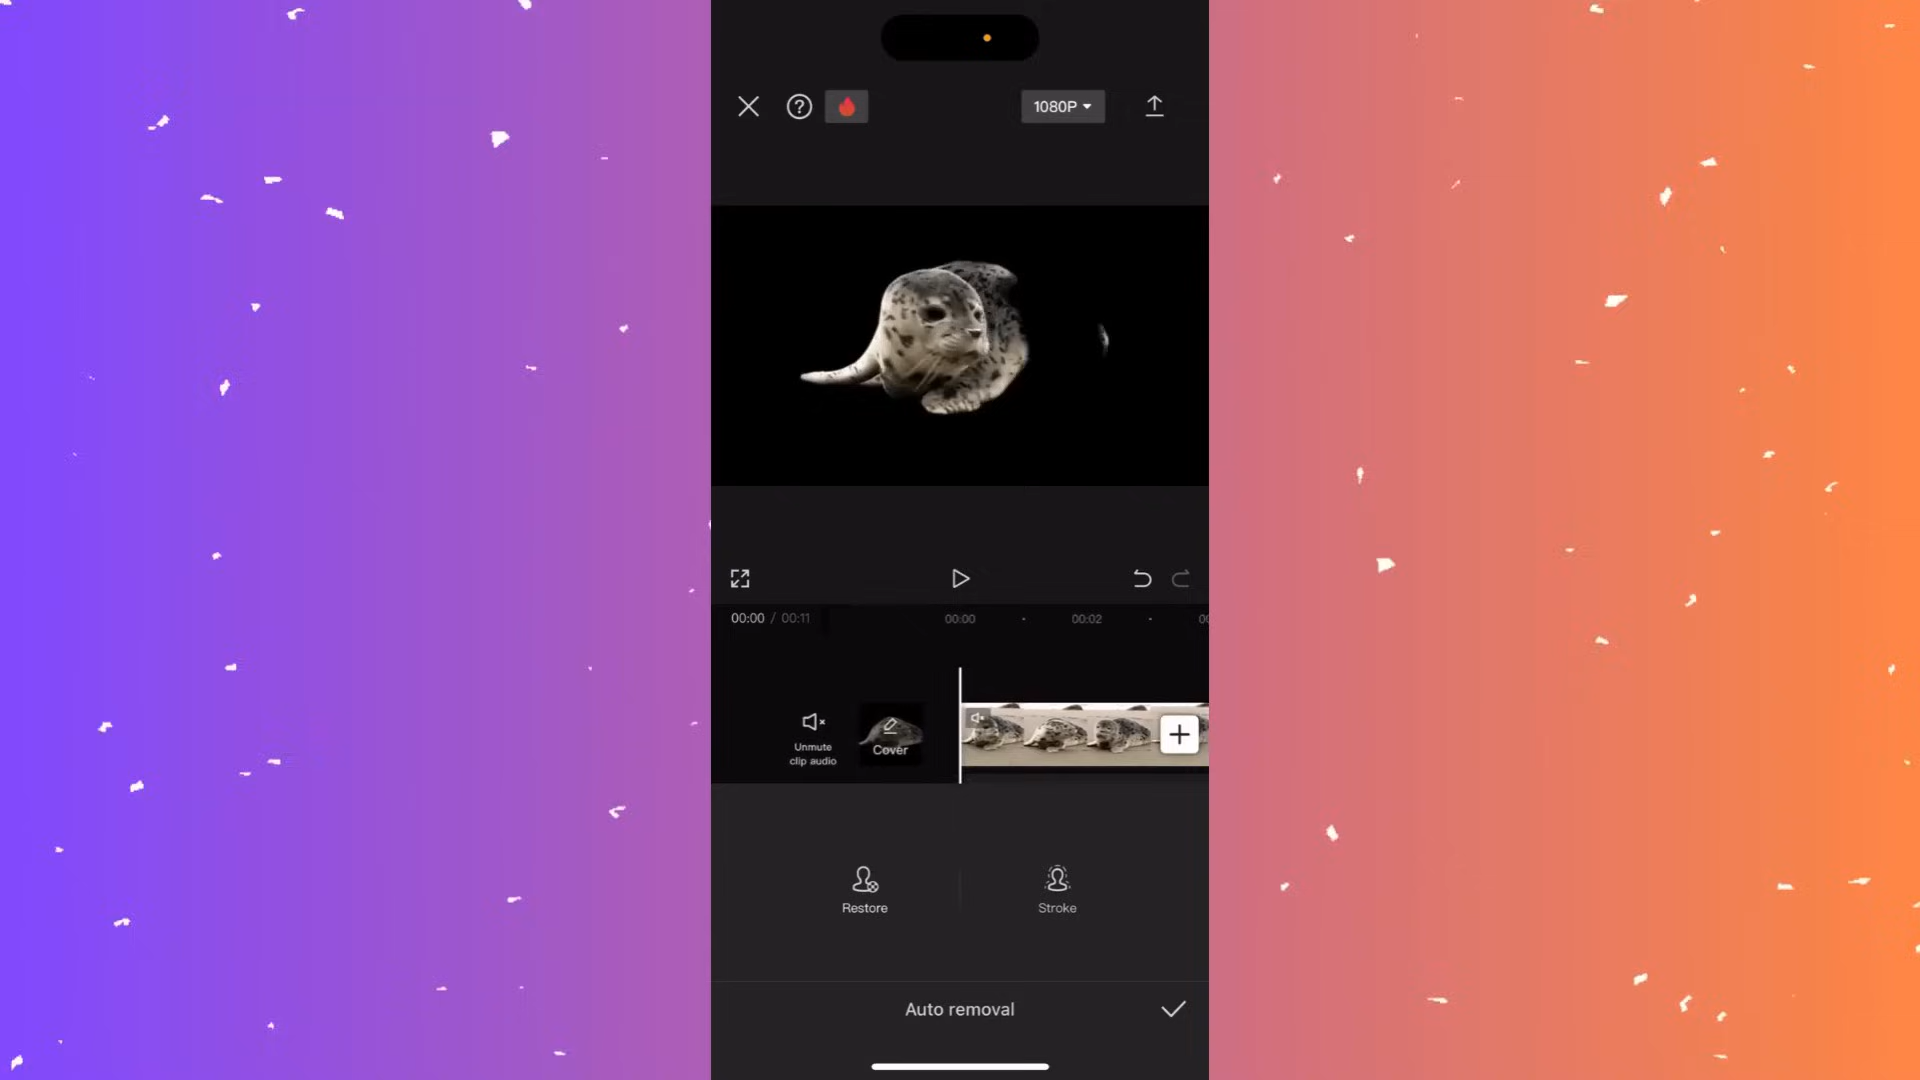 1080P
00:00 / 00:11
00:00
00:02
Unmute
clip audio
Cover
Restore
Stroke
Auto removal